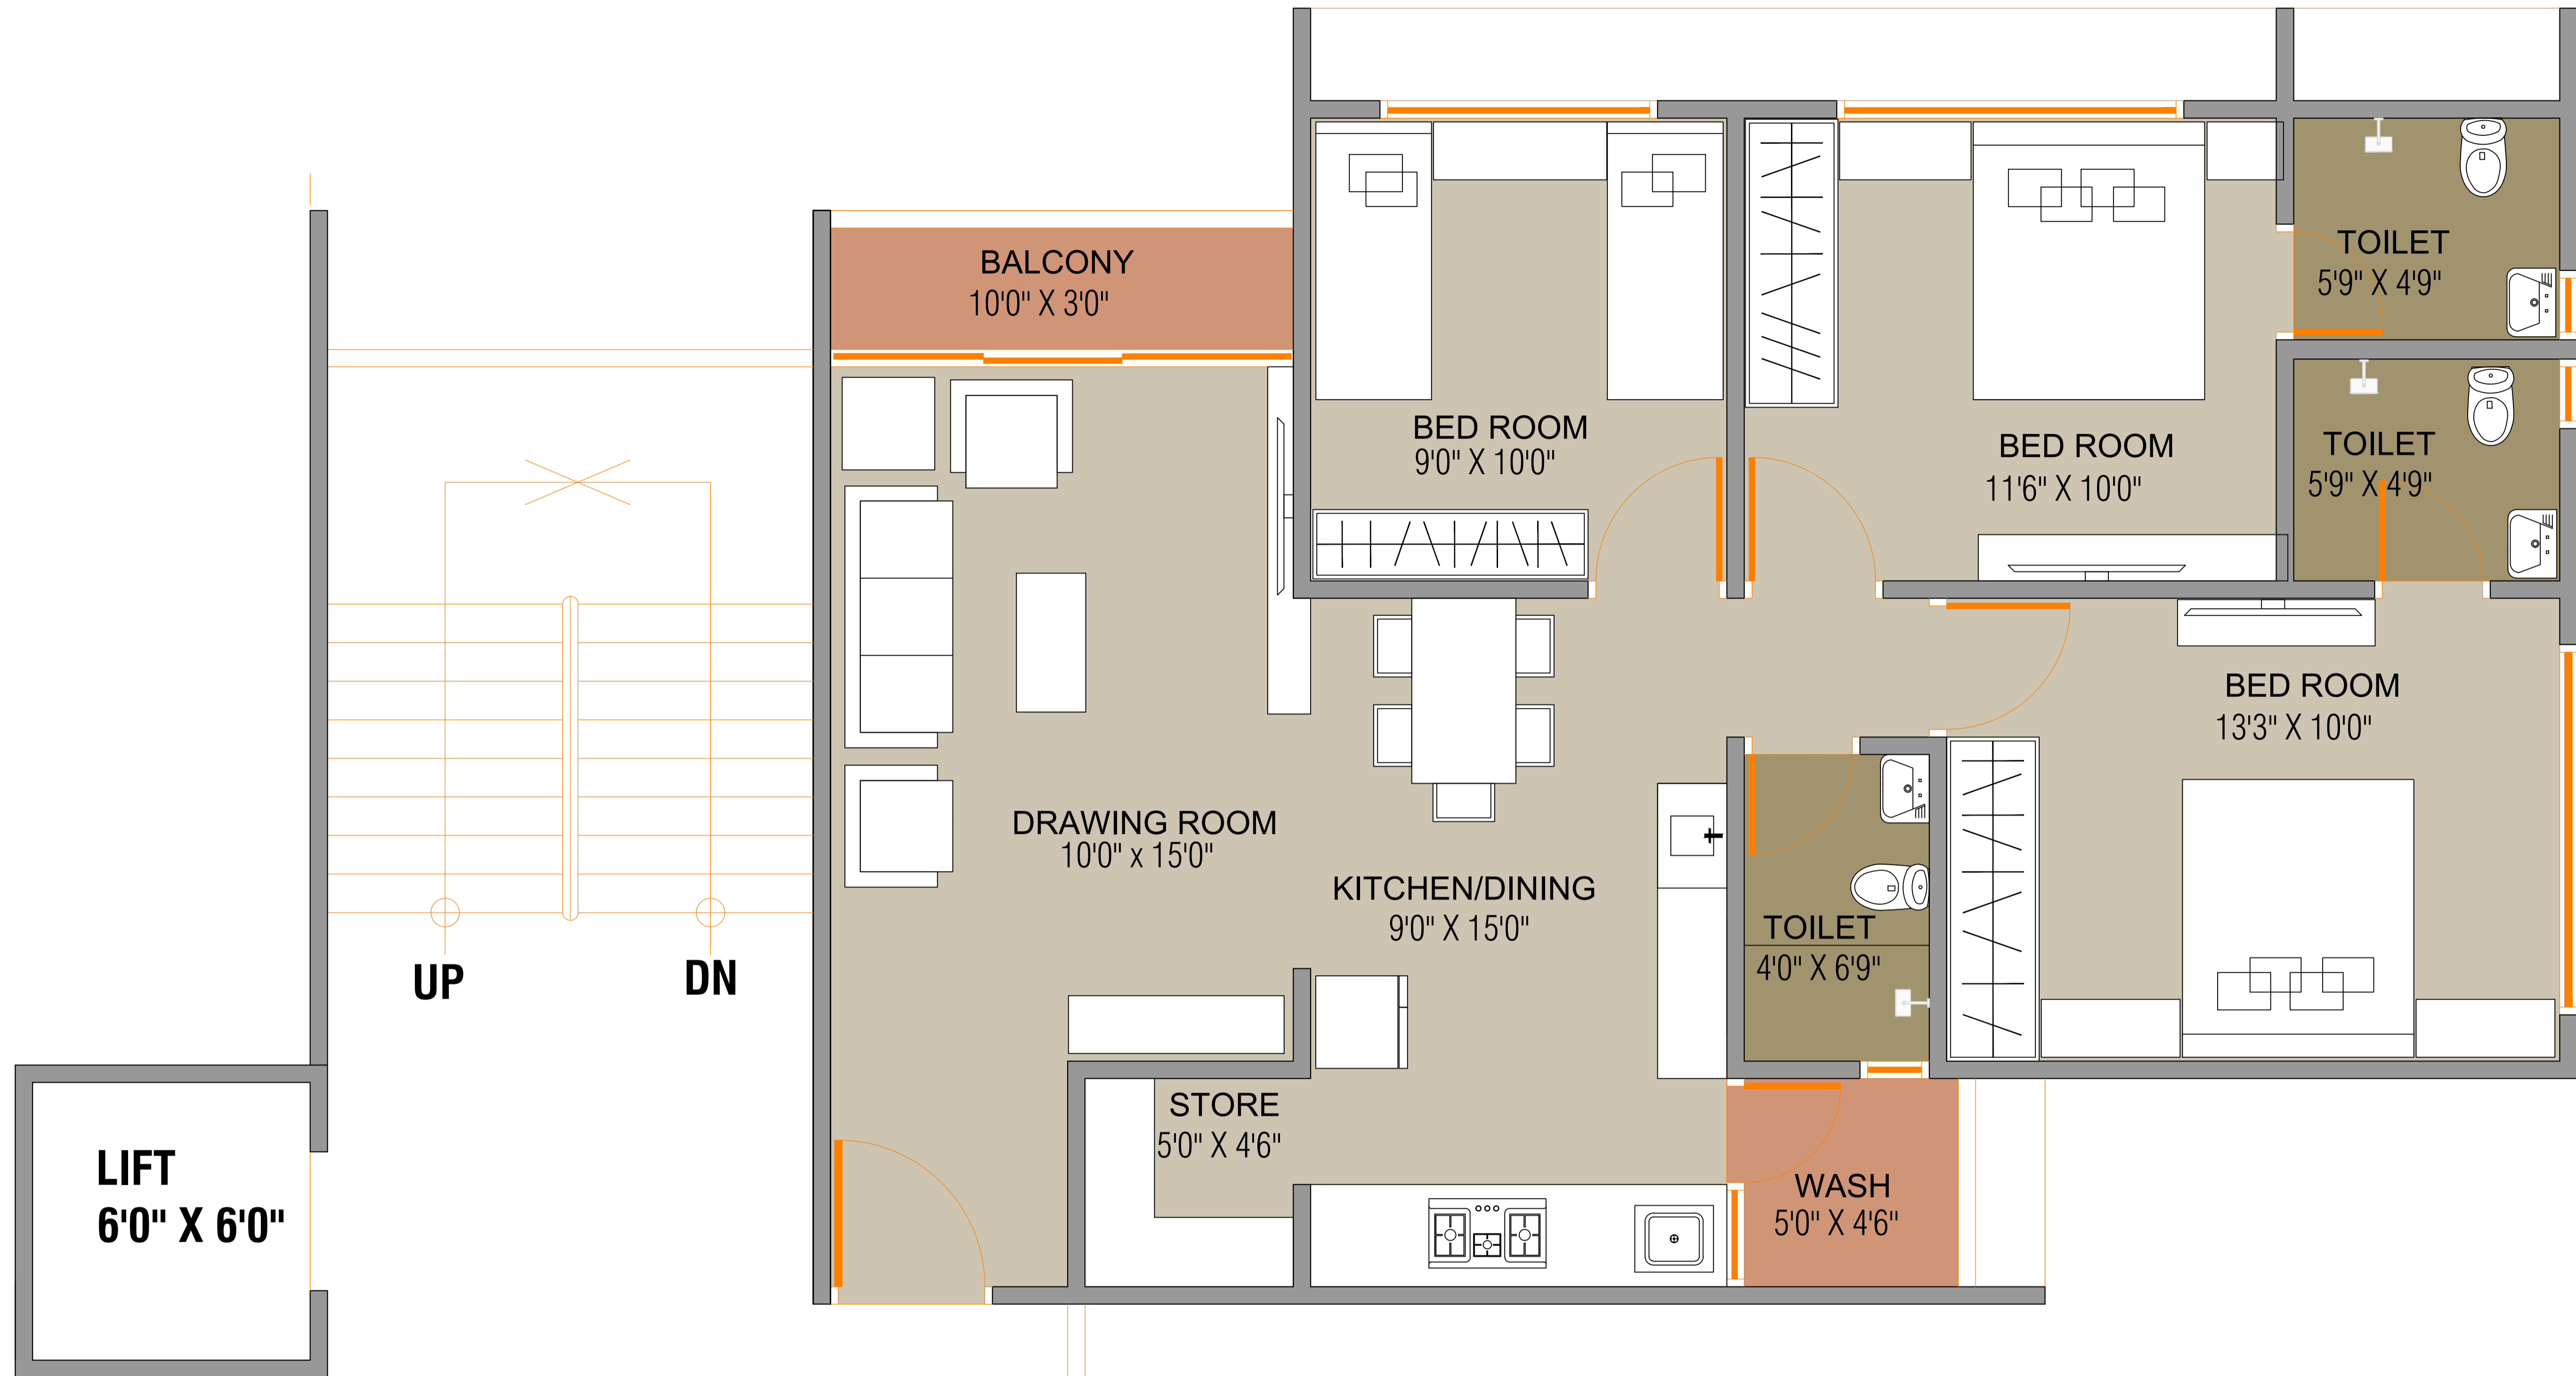 BALCONY
10'0" X 3'0"
BED ROOM
9'0" X 10'0"
BED ROOM
11'6" X 10'0"
TOILET
5'9" X 4'9"
TOILET
5'9" X 4'9"
BED ROOM
13'3" X 10'0"
DRAWING ROOM
10'0" x 15'0"
KITCHEN/DINING
9'0" X 15'0"
TOILET
4'0" X 6'9"
UP
DN
STORE
5'0" X 4'6"
LIFT
6'0" X 6'0"
WASH
5'0" X 4'6"